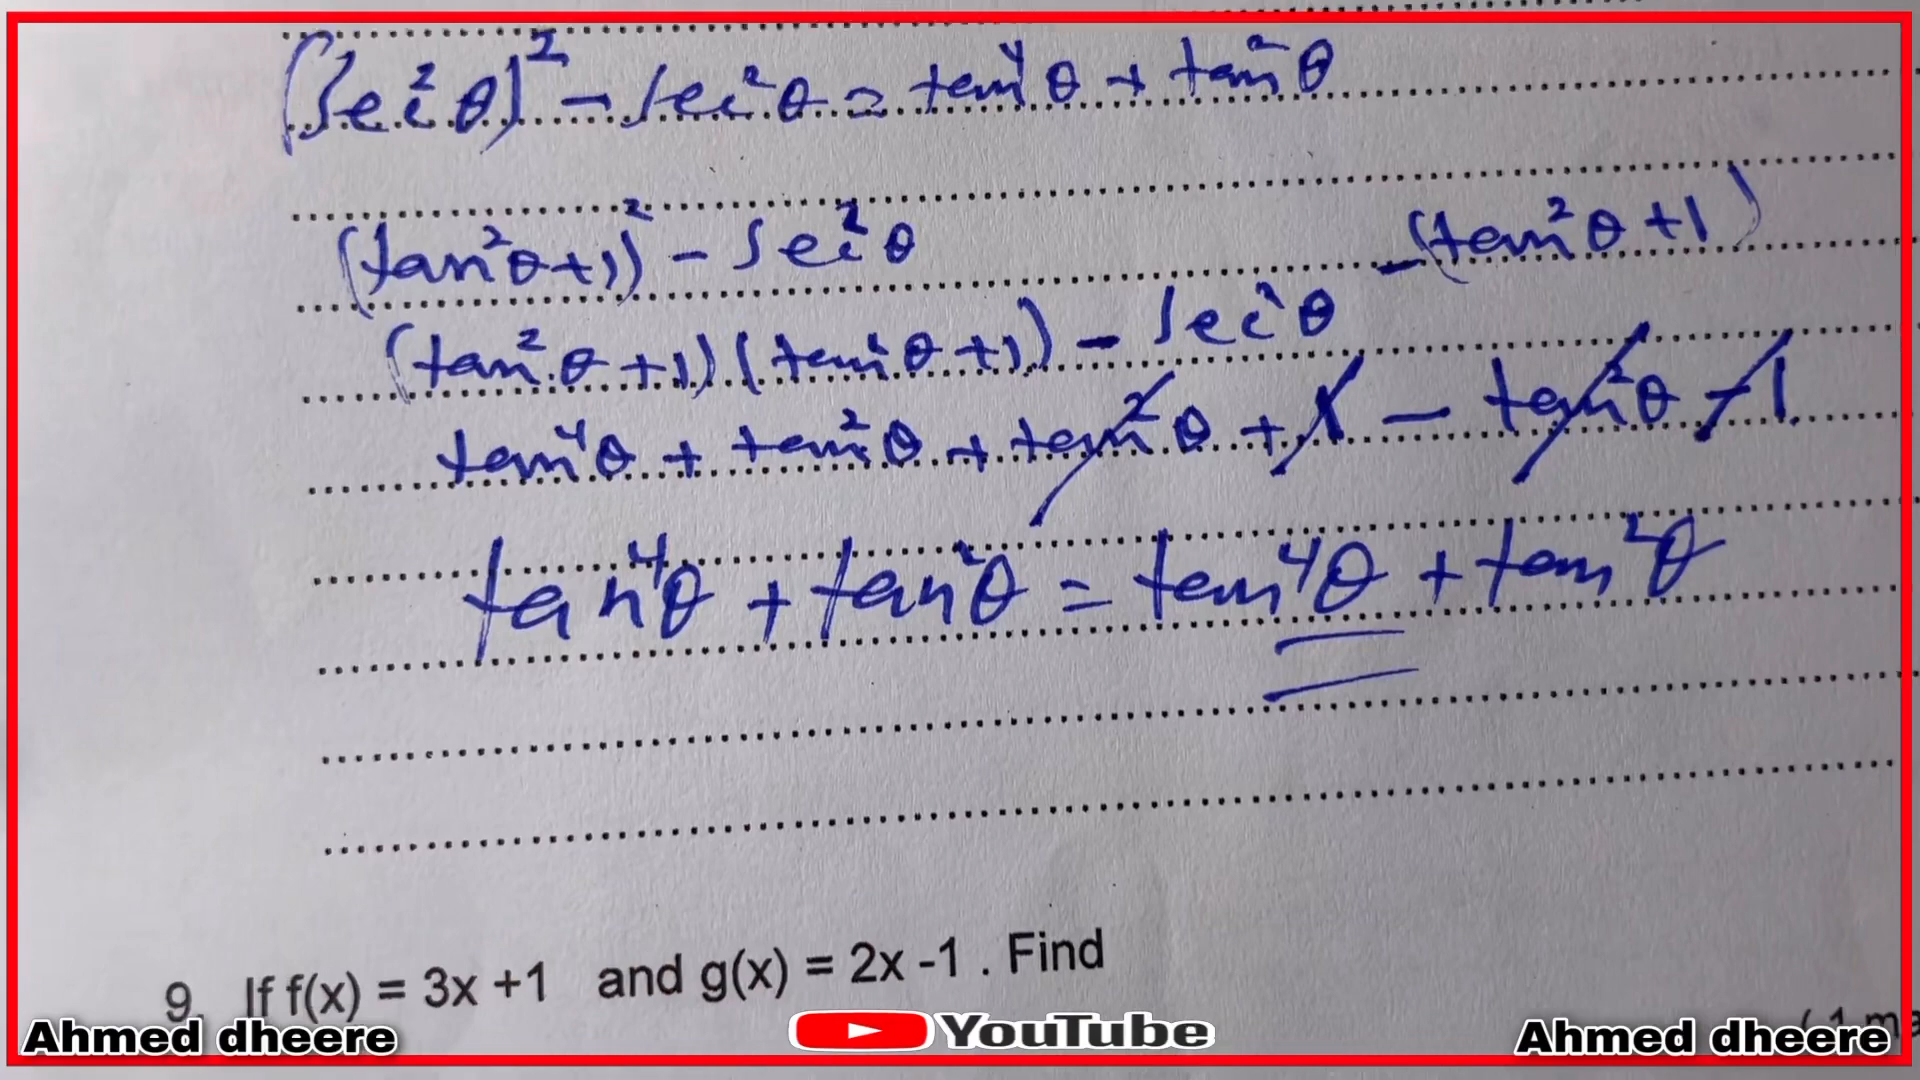 (Sec²θ)² - Sec²θ = tan⁴θ + tan²θ
(tan²θ+1)² - Sec²θ -(tan²θ+1)
(tan²θ+1)(tan²θ+1) - Sec²θ
tan⁴θ + tan²θ + tan²θ + 1 - tan²θ - 1
tan⁴θ + tan²θ = tan⁴θ + tan²θ
9. If f(x) = 3x +1 and g(x) = 2x -1 . Find
Ahmed dheere YouTube Ahmed dheere